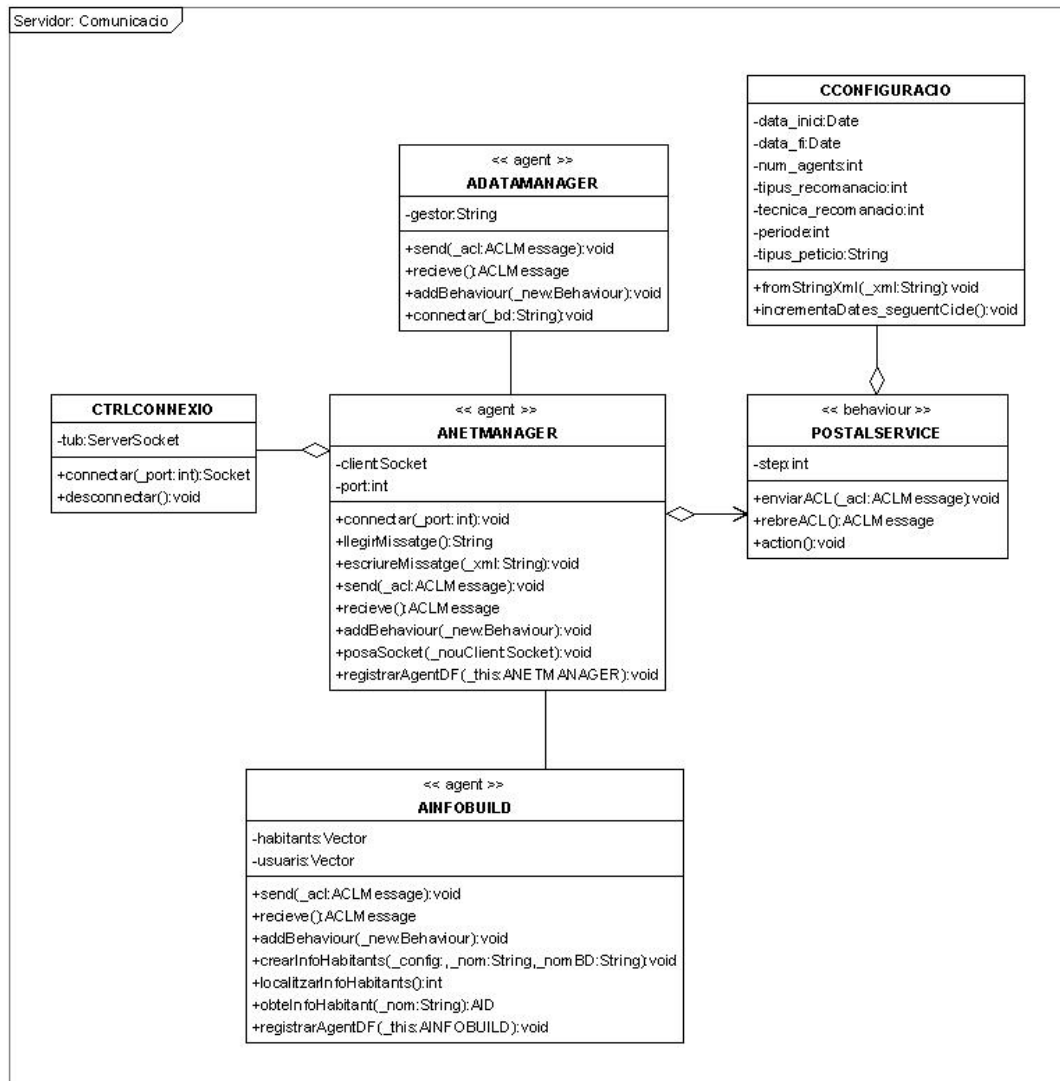 Servidor: Comunicacio
CCONFIGURACIO
-data_inici:Date
-data_fi:Date
-num_agents:int
-tipus_recomanacio:int
-tecnica_recomanacio:int
-periode:int
-tipus_peticio:String
+fromStringXml(_xml:String):void
+incrementaDates_seguentCicle():void
<< agent >>
ADATAMANAGER
-gestor:String
+send(_acl:ACLMessage):void
+recieve():ACLMessage
+addBehaviour(_new:Behaviour):void
+connectar(_bd:String):void
CTRLCONNEXIO
-tub:ServerSocket
+connectar(_port:int):Socket
+desconnectar():void
<< agent >>
ANETMANAGER
-client:Socket
-port:int
+connectar(_port:int):void
+llegirMissatge():String
+escriureMissatge(_xml:String):void
+send(_acl:ACLMessage):void
+recieve():ACLMessage
+addBehaviour(_new:Behaviour):void
+posaSocket(_nouClient:Socket):void
+registrarAgentDF(_this:ANETMANAGER):void
<< behaviour >>
POSTALSERVICE
-step:int
+enviarACL(_acl:ACLMessage):void
+rebreACL():ACLMessage
+action():void
<< agent >>
AINFOBUILD
-habitants:Vector
-usuaris:Vector
+send(_acl:ACLMessage):void
+recieve():ACLMessage
+addBehaviour(_new:Behaviour):void
+crearInfoHabitants(_config:,_nom:String,_nomBD:String):void
+localitzarInfoHabitants():int
+obteInfoHabitant(_nom:String):AID
+registrarAgentDF(_this:AINFOBUILD):void